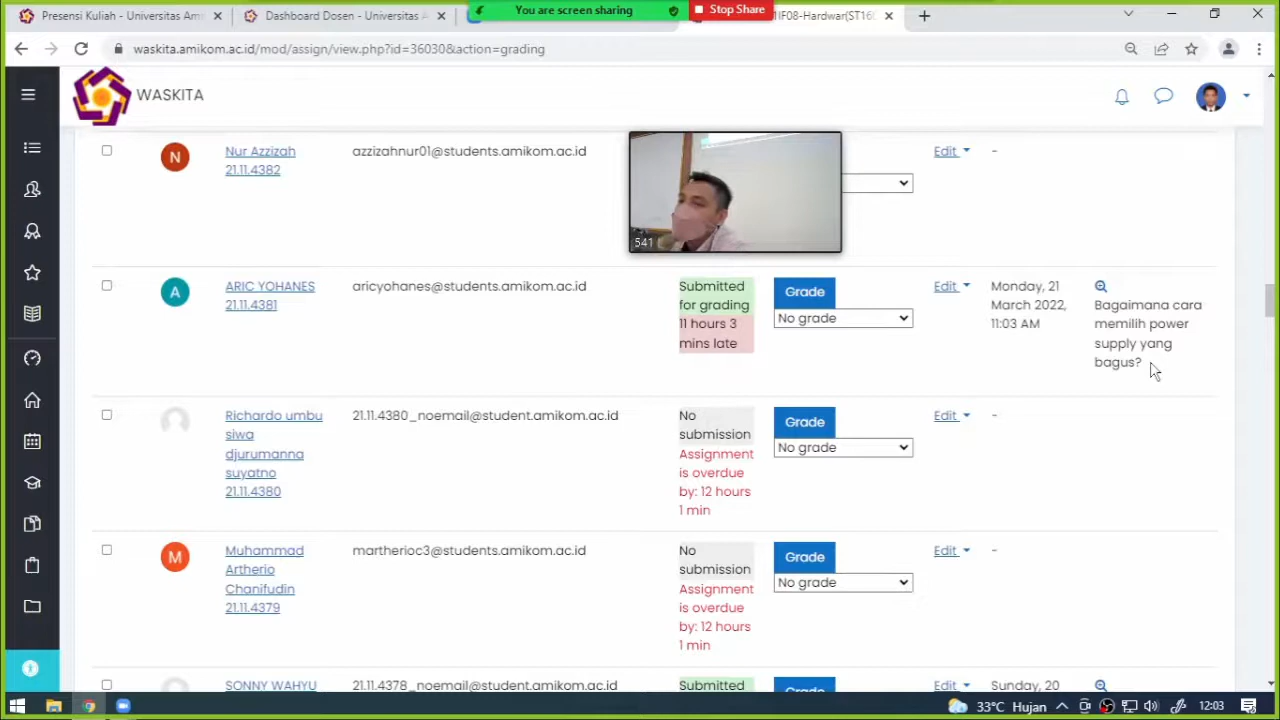 Presensi Kuliah - Universitas Am
Dashboard Dosen - Universitas
You are screen sharing
Stop Share
1IF08-Hardwar(ST16
waskita.amikom.ac.id/mod/assign/view.php?id=36030&action=grading
WASKITA
Nur Azzizah
21.11.4382
azzizahnur01@students.amikom.ac.id
Edit
-
541
ARIC YOHANES
21.11.4381
aricyohanes@students.amikom.ac.id
Submitted
for grading
11 hours 3
mins late
Grade
No grade
Edit
Monday, 21
March 2022,
11:03 AM
Bagaimana cara
memilih power
supply yang
bagus?
Richardo umbu
siwa
djurumanna
suyatno
21.11.4380
21.11.4380_noemail@student.amikom.ac.id
No
submission
Assignment
is overdue
by: 12 hours
1 min
Grade
No grade
Edit
-
Muhammad
Artherio
Chanifudin
21.11.4379
martherioc3@students.amikom.ac.id
No
submission
Assignment
is overdue
by: 12 hours
1 min
Grade
No grade
Edit
-
SONNY WAHYU
21.11.4378_noemail@student.amikom.ac.id
Submitted
Grade
Edit
Sunday, 20
33°C Hujan
12:03
N
A
M